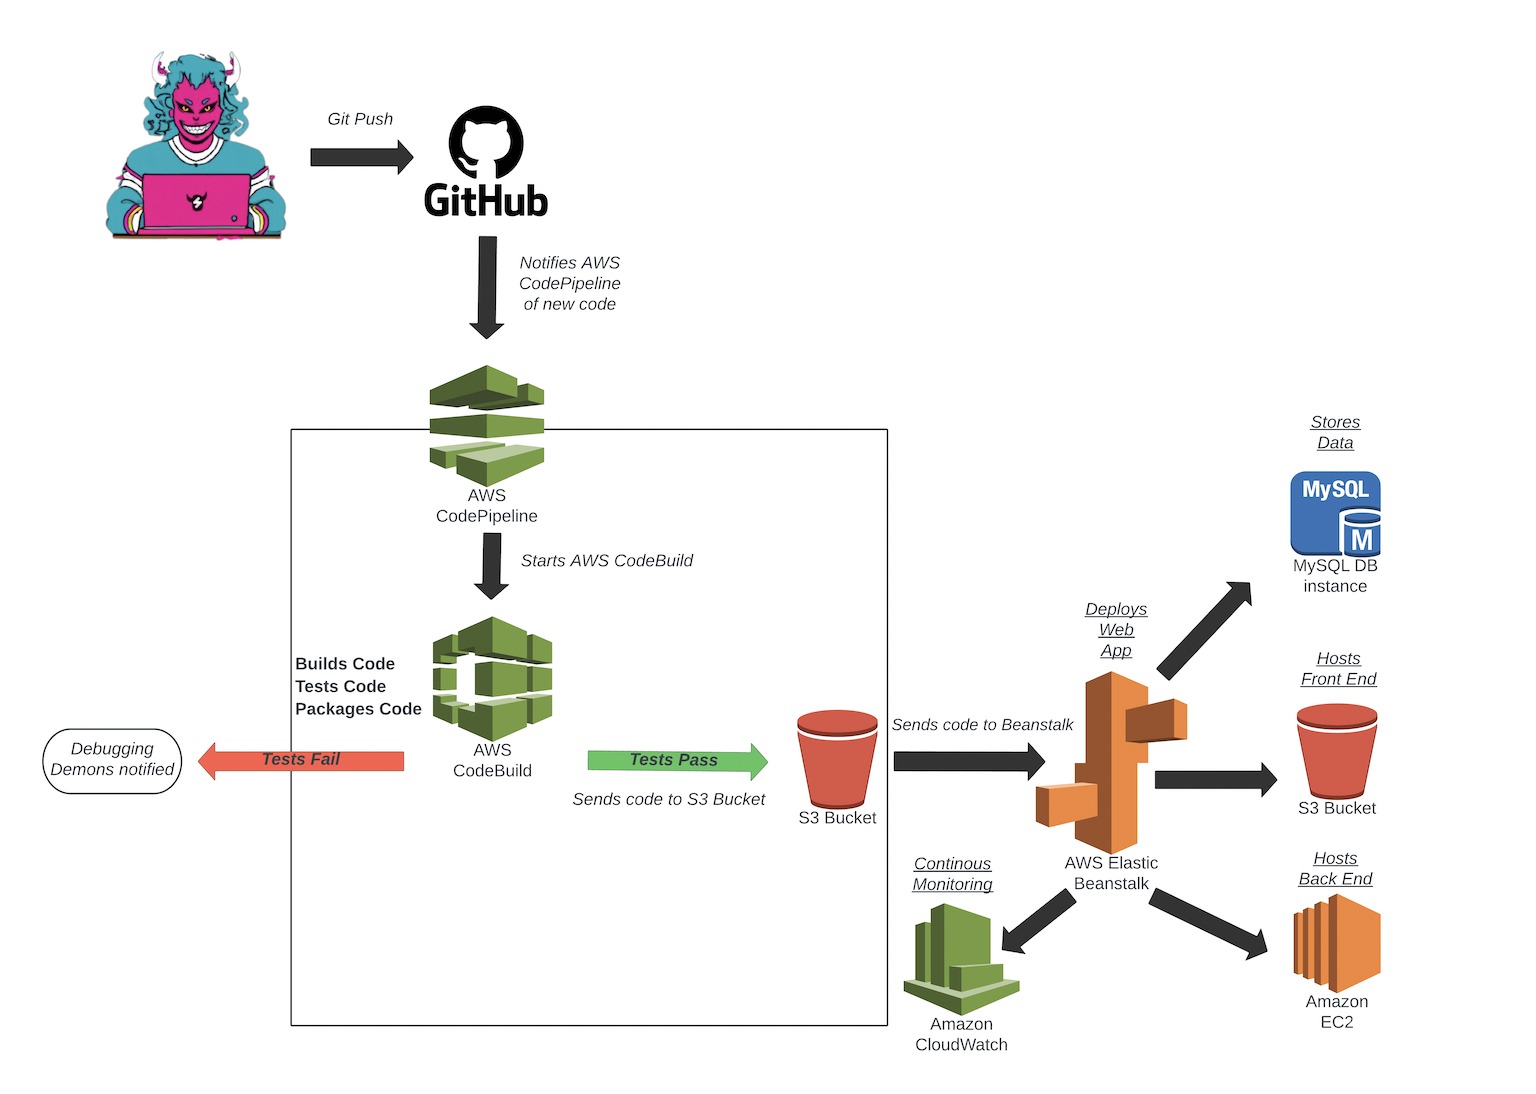 Git Push
GitHub
Notifies AWS
CodePipeline
of new code
AWS
CodePipeline
Starts AWS CodeBuild
Builds Code
Tests Code
Packages Code
AWS
CodeBuild
Tests Fail
Debugging
Demons notified
Tests Pass
Sends code to S3 Bucket
S3 Bucket
Sends code to Beanstalk
Deploys
Web
App
AWS Elastic
Beanstalk
Stores
Data
MySQL
M
MySQL DB
instance
Hosts
Front End
S3 Bucket
Hosts
Back End
Amazon
EC2
Continous
Monitoring
Amazon
CloudWatch